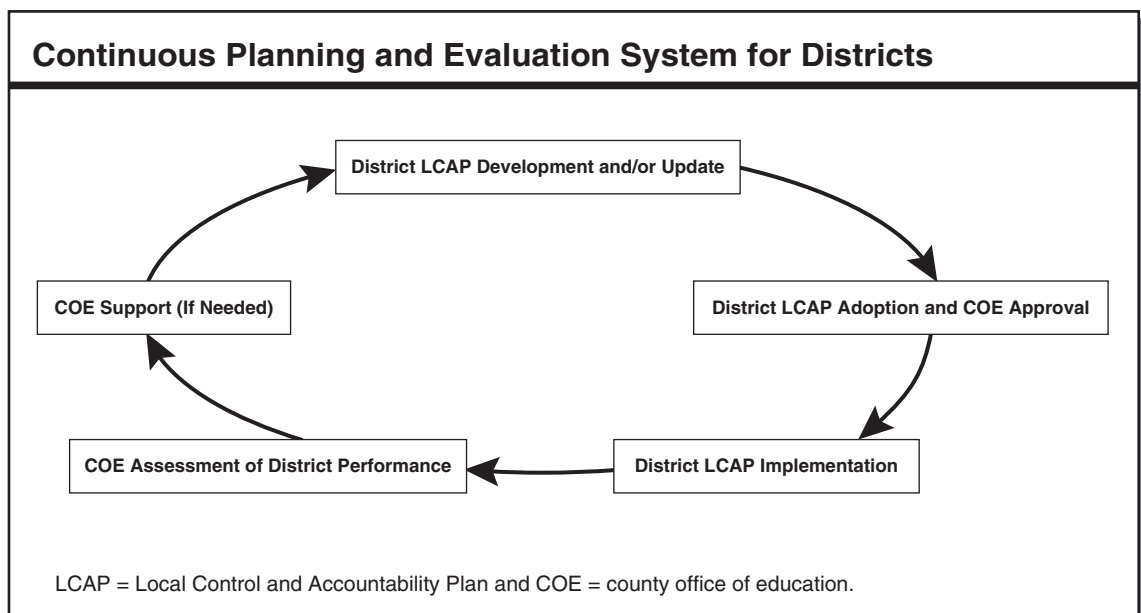 Continuous Planning and Evaluation System for Districts
District LCAP Development and/or Update
COE Support (If Needed)
District LCAP Adoption and COE Approval
COE Assessment of District Performance
District LCAP Implementation
LCAP = Local Control and Accountability Plan and COE = county office of education.